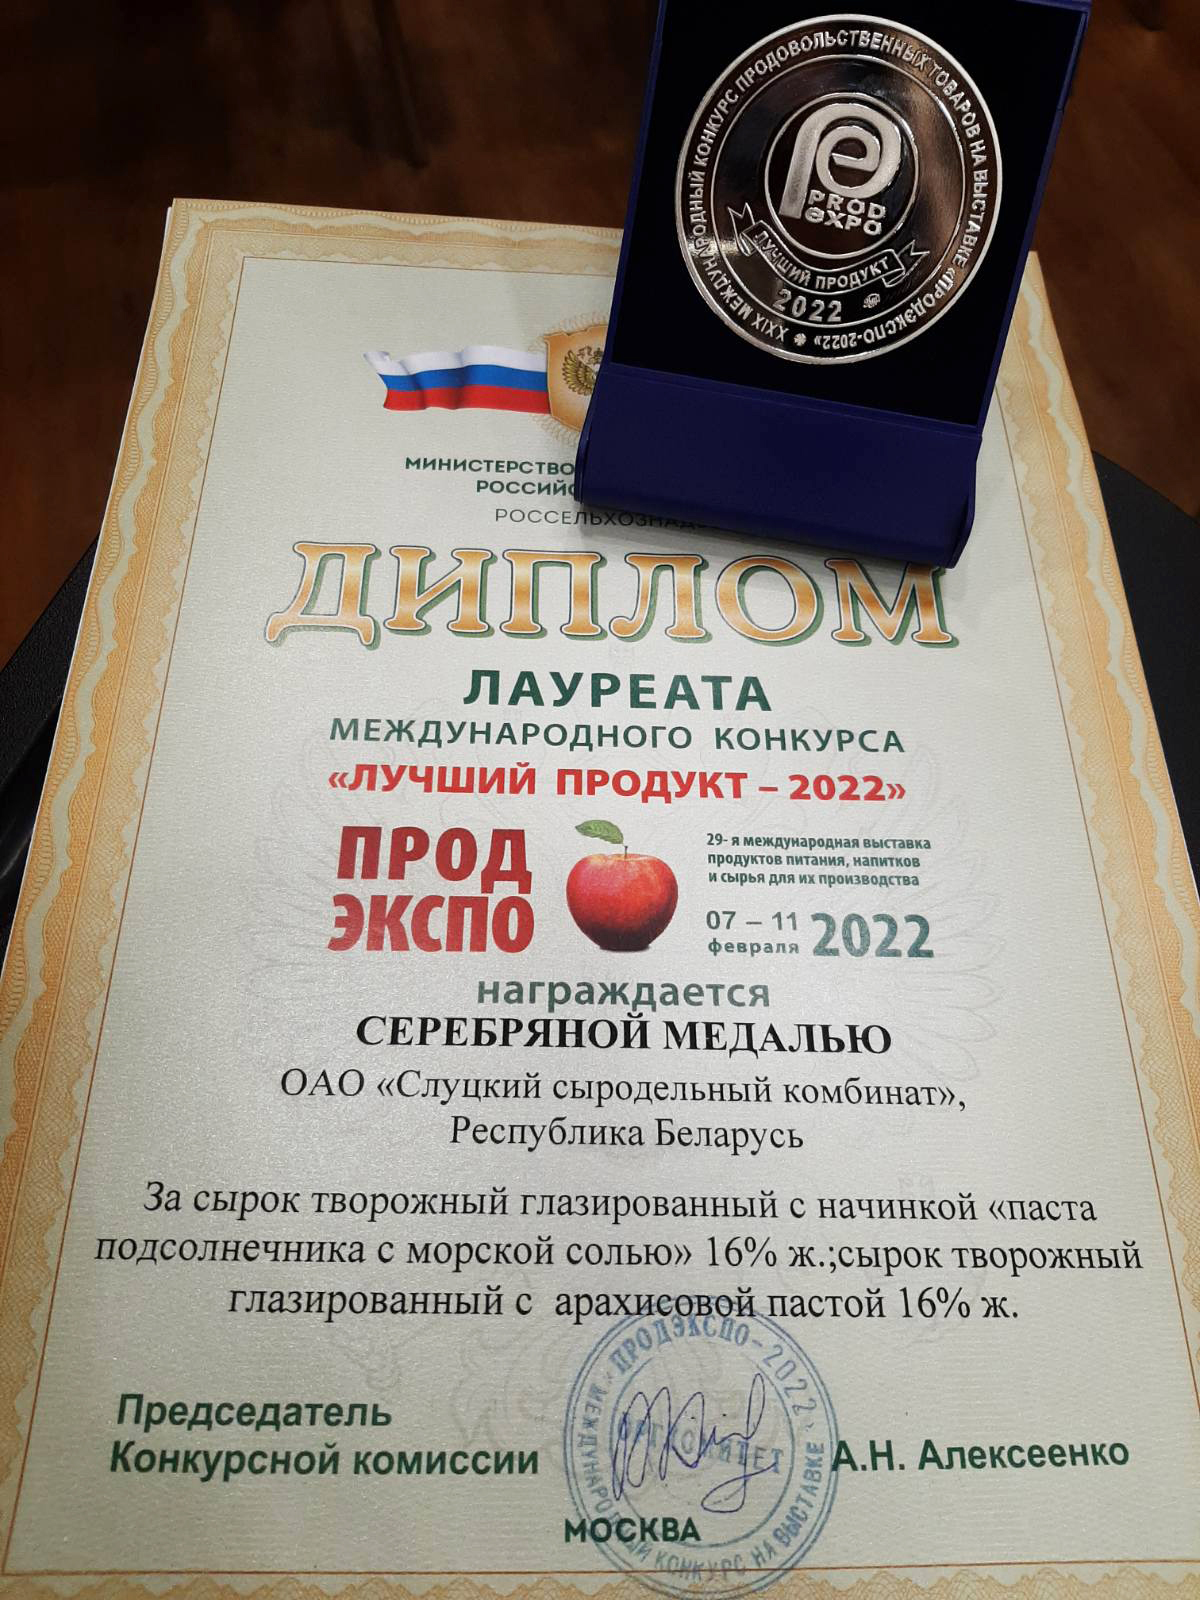 XXIX МЕЖДУНАРОДНЫЙ КОНКУРС ПРОДОВОЛЬСТВЕННЫХ ТОВАРОВ НА ВЫСТАВКЕ «ПРОДЭКСПО-2022»
PROD
EXPO
ЛУЧШИЙ ПРОДУКТ
2022
МИНИСТЕРСТВО
ДИПЛОМ
ЛАУРЕАТА
МЕЖДУНАРОДНОГО КОНКУРСА
«ЛУЧШИЙ ПРОДУКТ – 2022»
ПРОД
ЭКСПО
29- я международная выставка
продуктов питания, напитков
и сырья для их производства
07 – 11
февраля 2022
награждается
СЕРЕБРЯНОЙ МЕДАЛЬЮ
ОАО «Слуцкий сыродельный комбинат»,
Республика Беларусь
За сырок творожный глазированный с начинкой «паста
подсолнечника с морской солью» 16% ж.;сырок творожный
глазированный с арахисовой пастой 16% ж.
Председатель
Конкурсной комиссии
А.Н. Алексеенко
МОСКВА
МЕЖДУНАРОДНЫЙ КОНКУРС НА ВЫСТАВКЕ «ПРОДЭКСПО-2022»
ОРГКОМИТЕТ